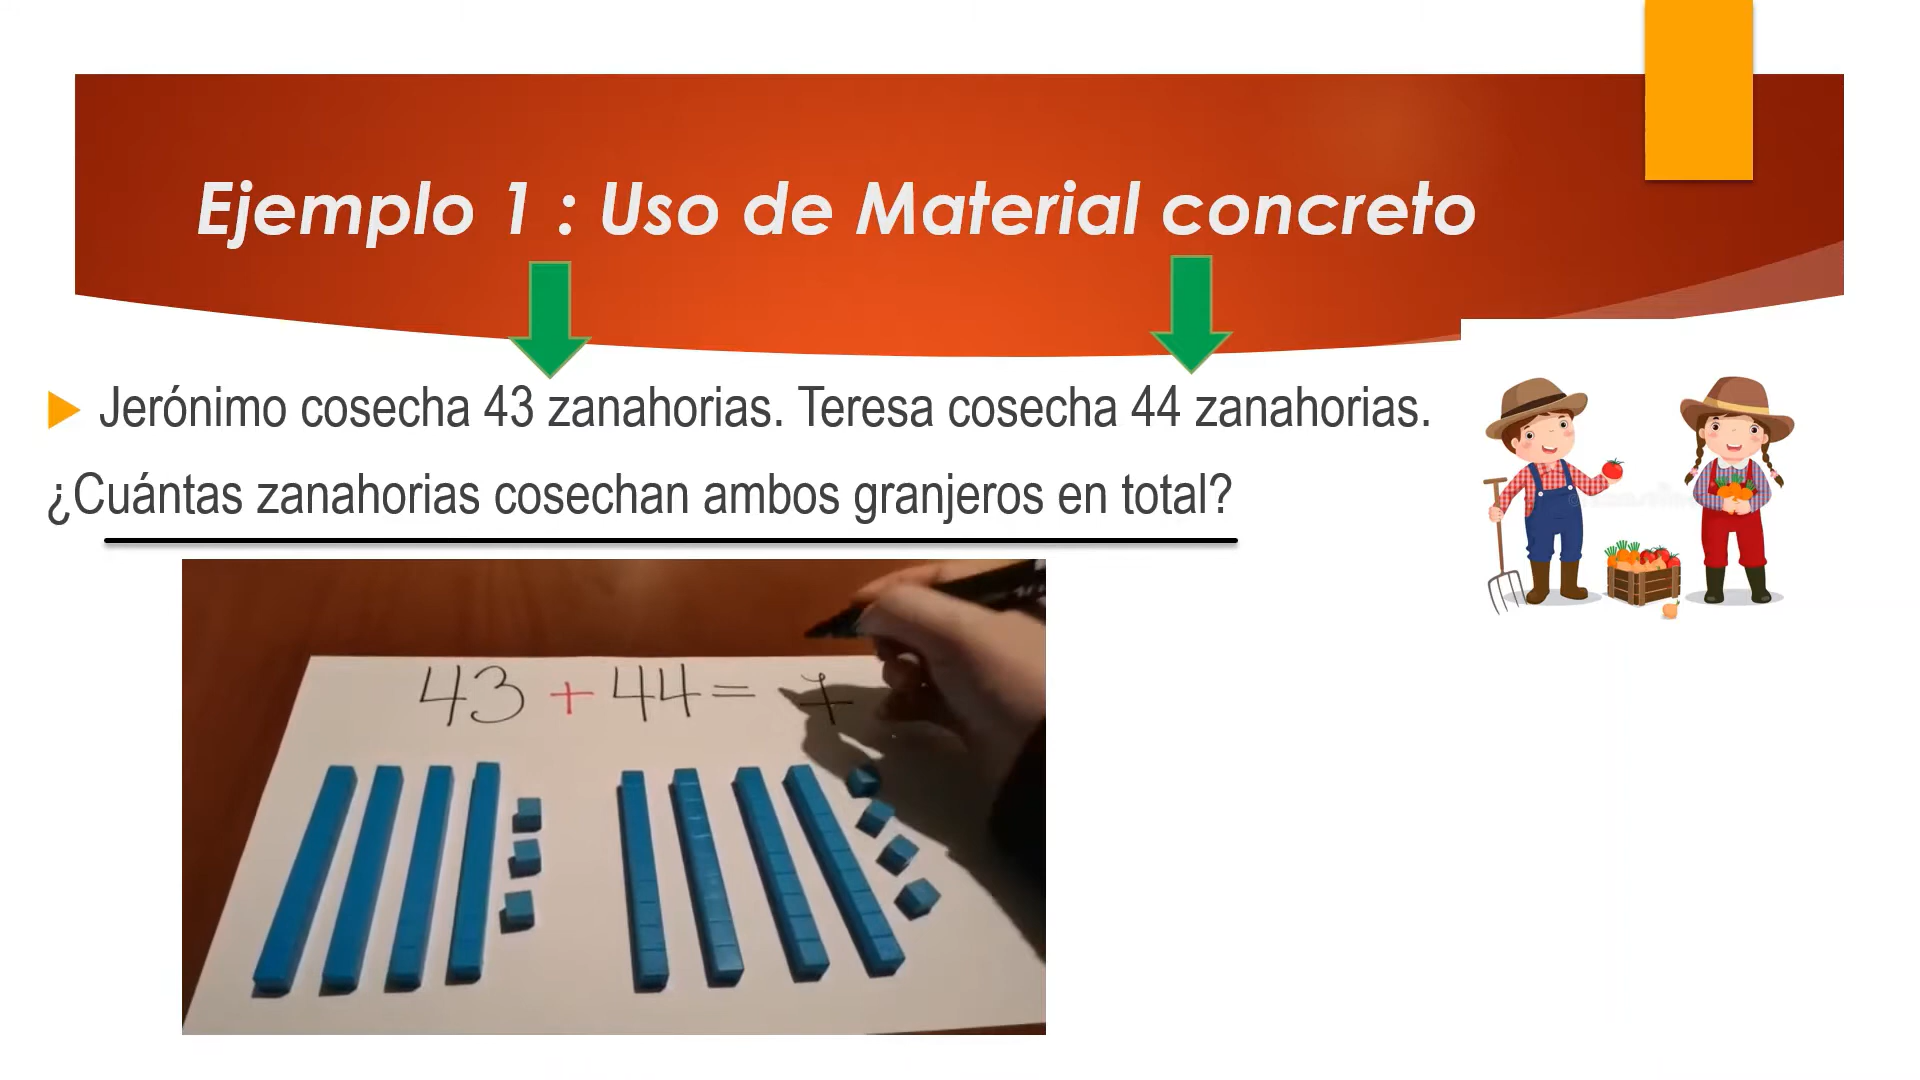 Ejemplo 1 : Uso de Material concreto
Jerónimo cosecha 43 zanahorias. Teresa cosecha 44 zanahorias.
¿Cuántas zanahorias cosechan ambos granjeros en total?
43 + 44 = 7